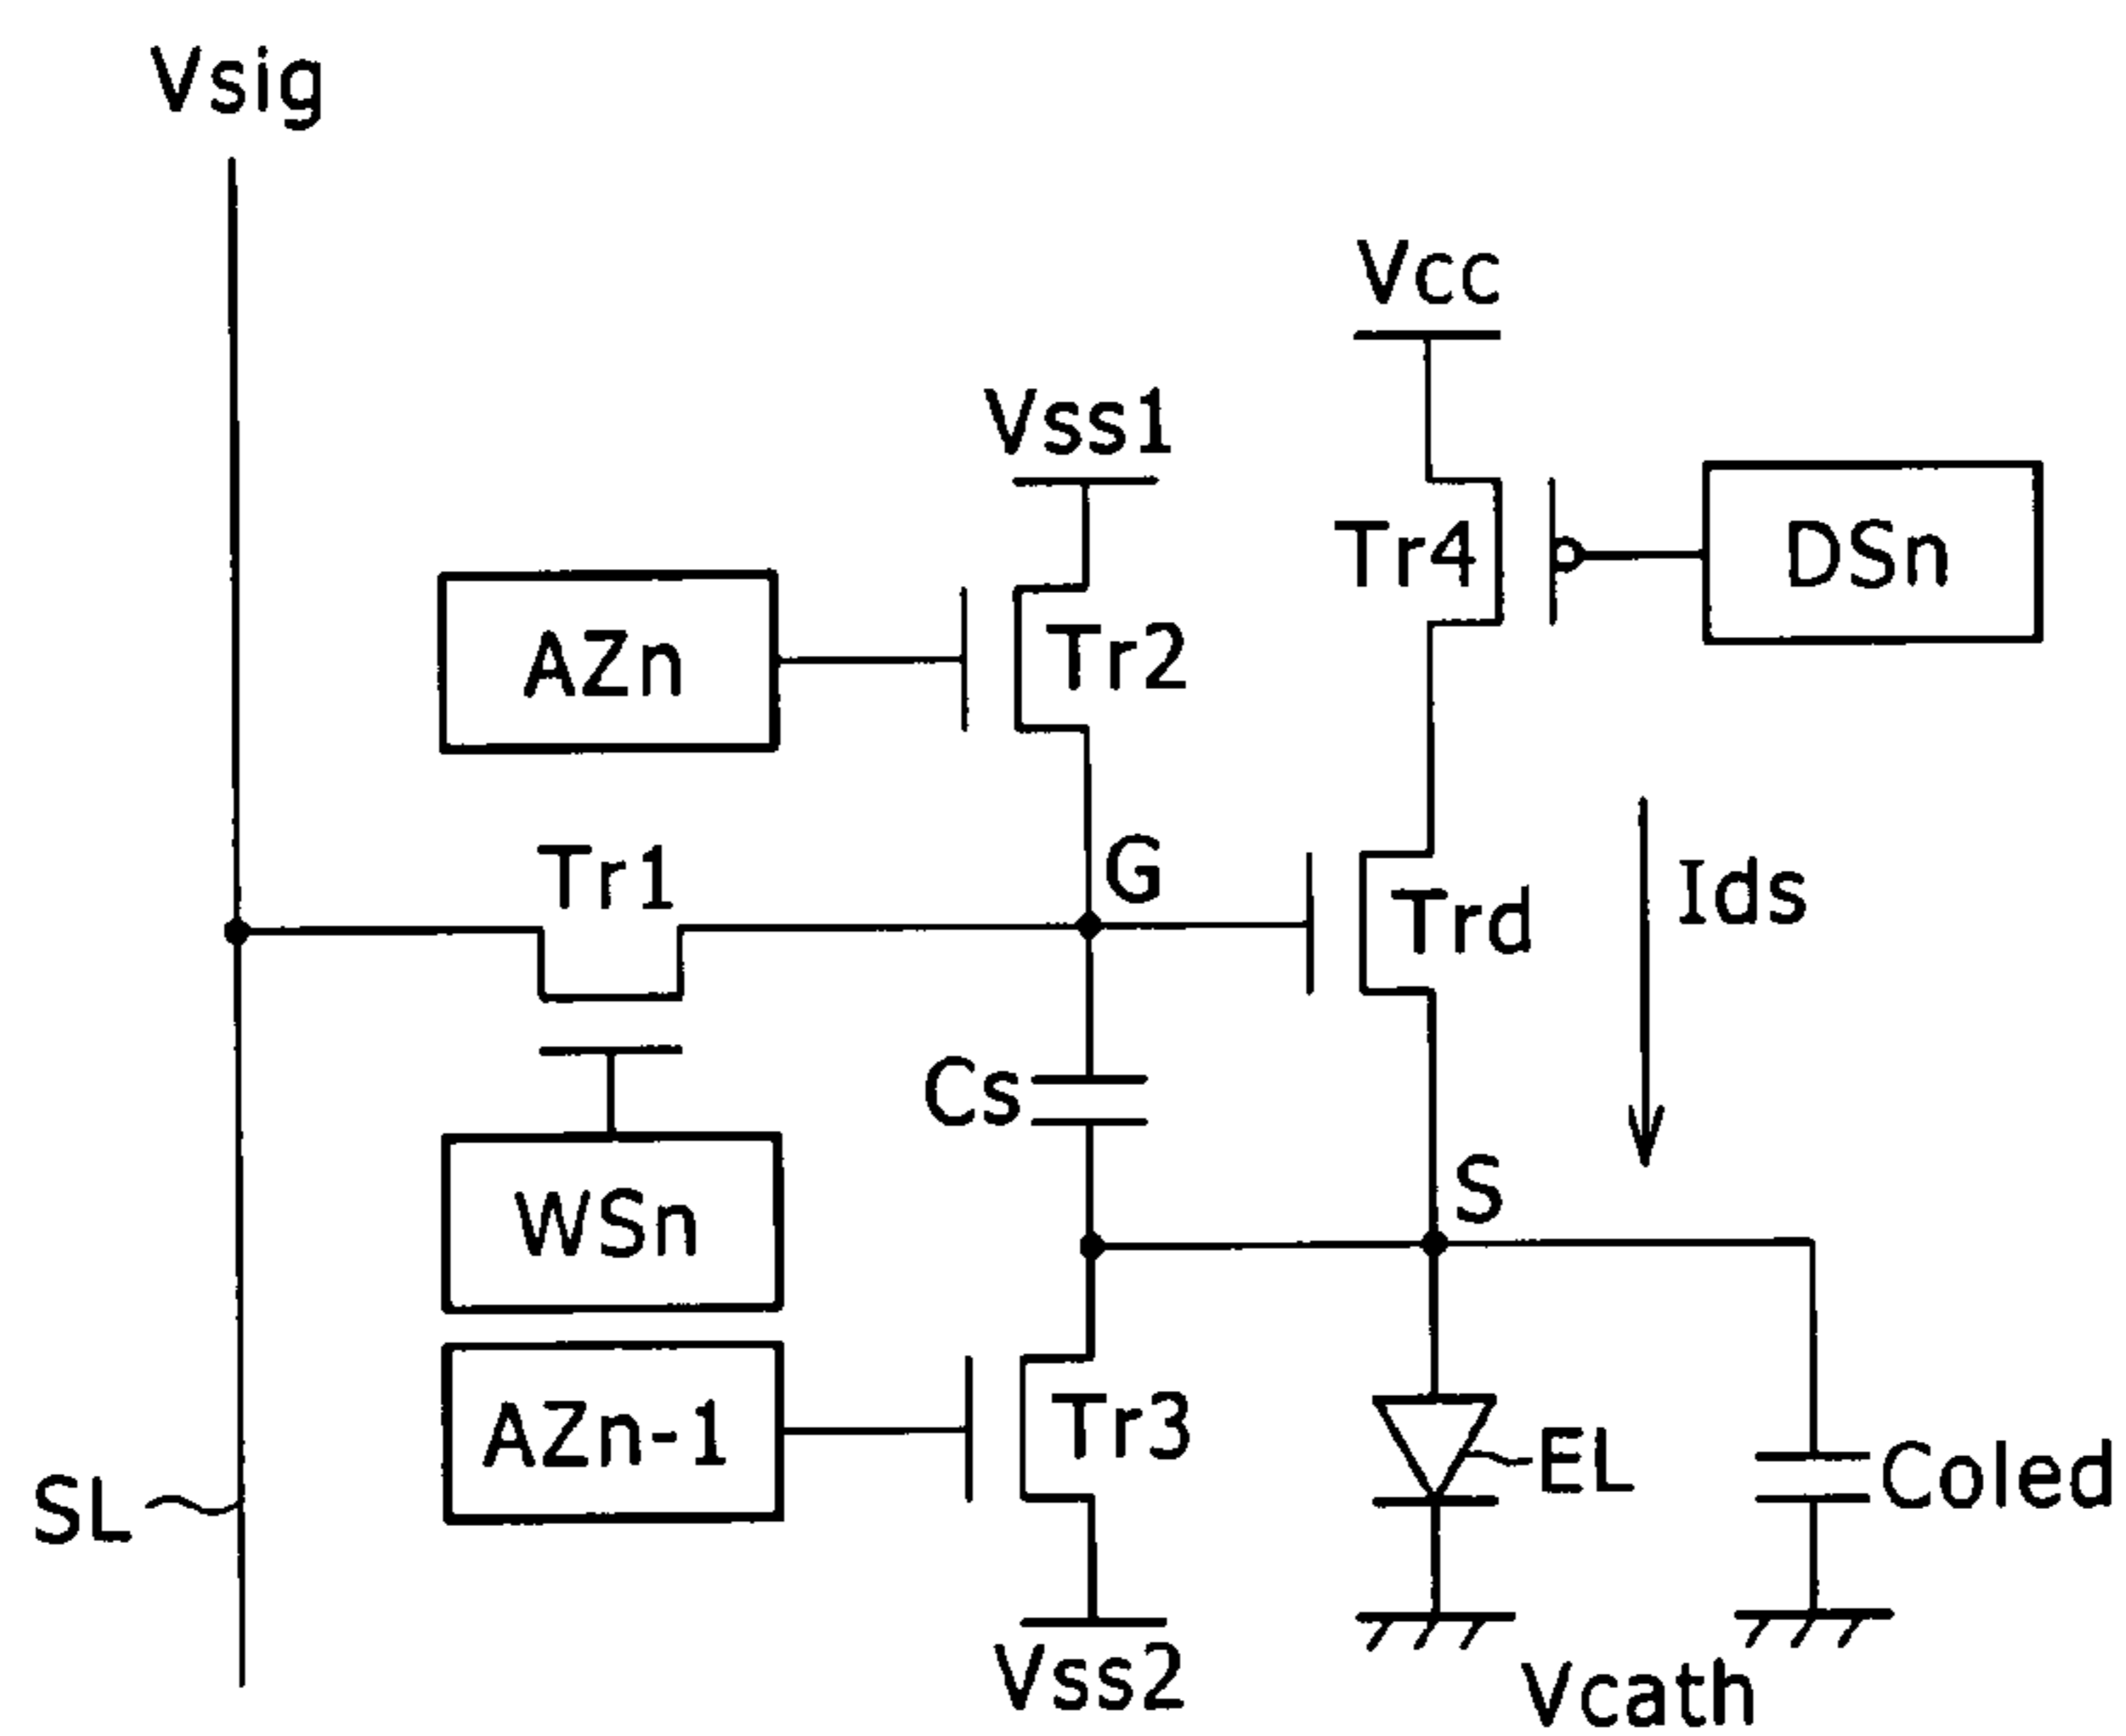 Vsig
Vcc
Vss1
Tr4
DSn
AZn
Tr2
Tr1
G
Trd
Ids
Cs
S
WSn
AZn-1
Tr3
EL
Coled
SL
Vss2
Vcath